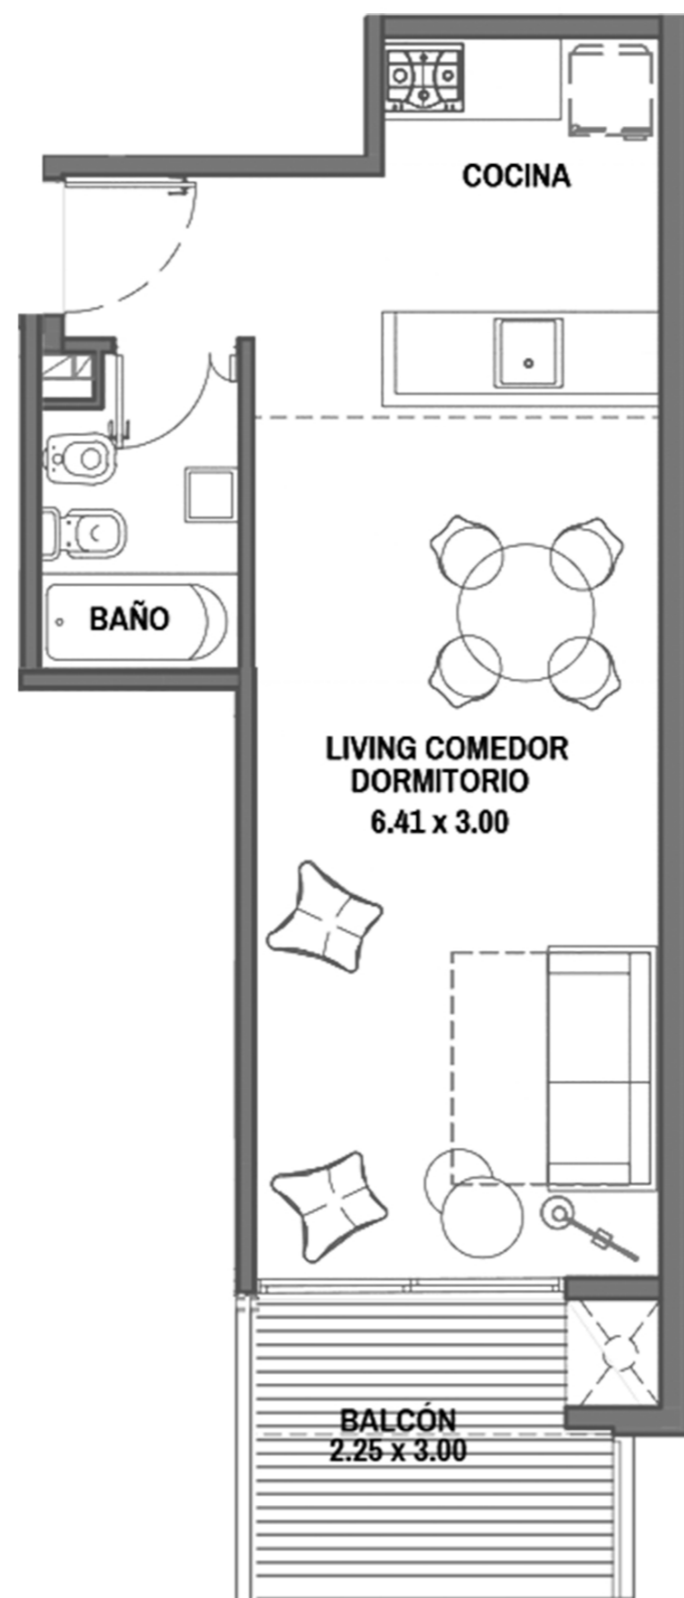 COCINA
BAÑO
LIVING COMEDOR
DORMITORIO
6.41 x 3.00
BALCÓN
2.25 x 3.00